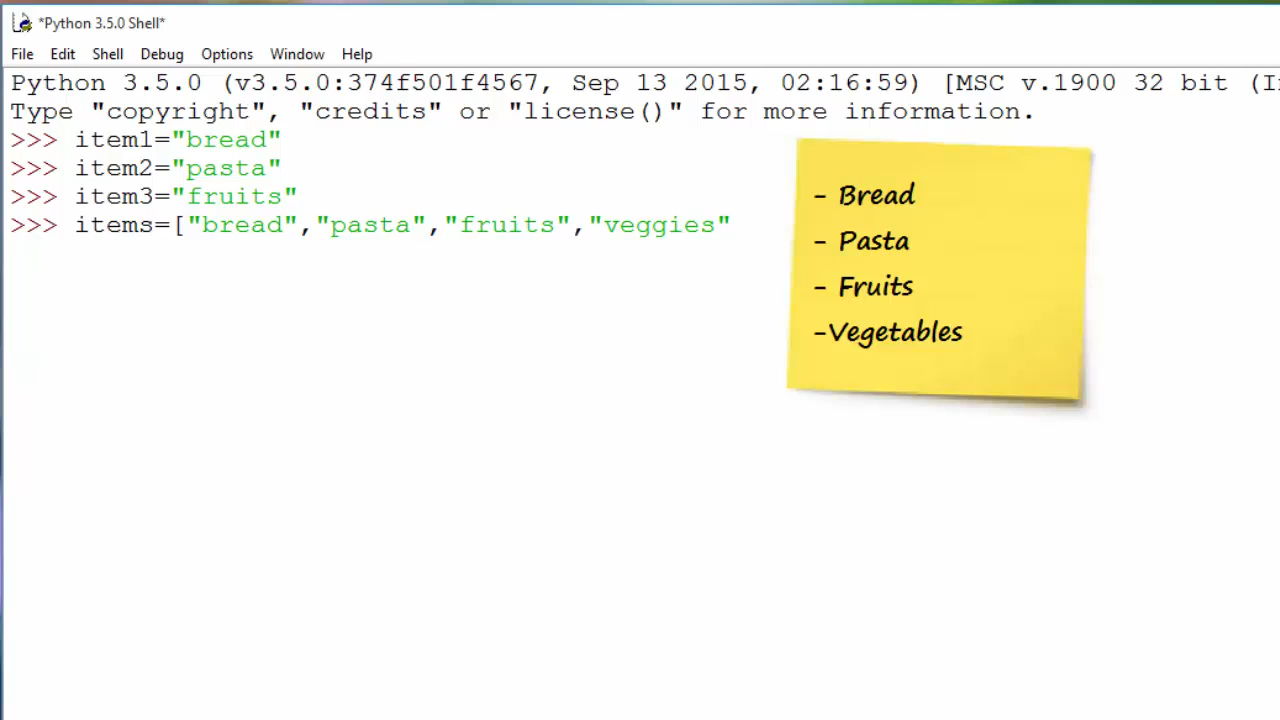 *Python 3.5.0 Shell*
File Edit Shell Debug Options Window Help
Python 3.5.0 (v3.5.0:374f501f4567, Sep 13 2015, 02:16:59) [MSC v.1900 32 bit (In
Type "copyright", "credits" or "license()" for more information.
>>> item1="bread"
>>> item2="pasta"
>>> item3="fruits"
>>> items=["bread","pasta","fruits","veggies"
- Bread
- Pasta
- Fruits
-Vegetables